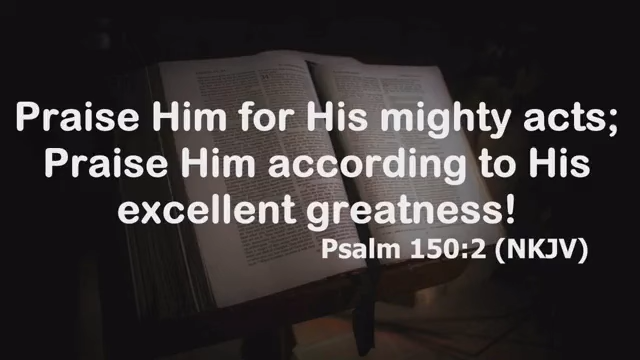 Praise Him for His mighty acts;
Praise Him according to His
excellent greatness!
Psalm 150:2 (NKJV)